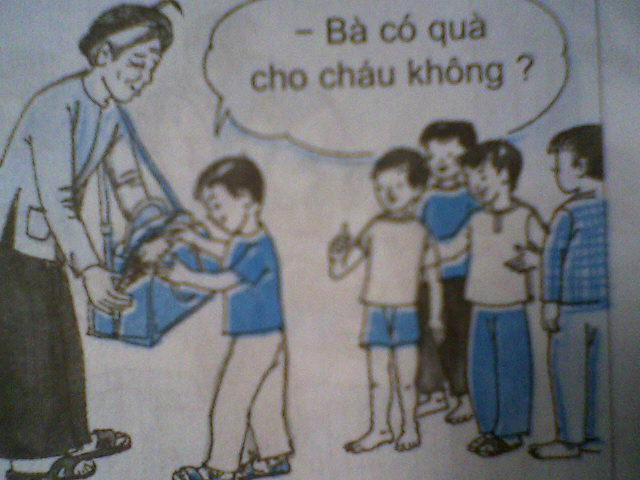 – Bà có quà
cho cháu không ?